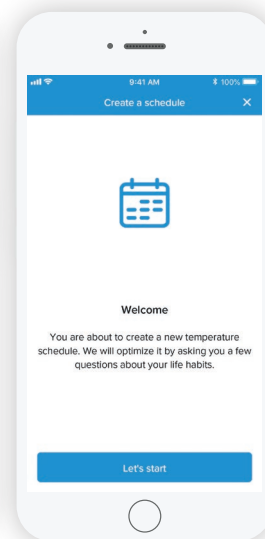 9:41 AM
100%
Create a schedule
Welcome
You are about to create a new temperature
schedule. We will optimize it by asking you a few
questions about your life habits.
Let's start